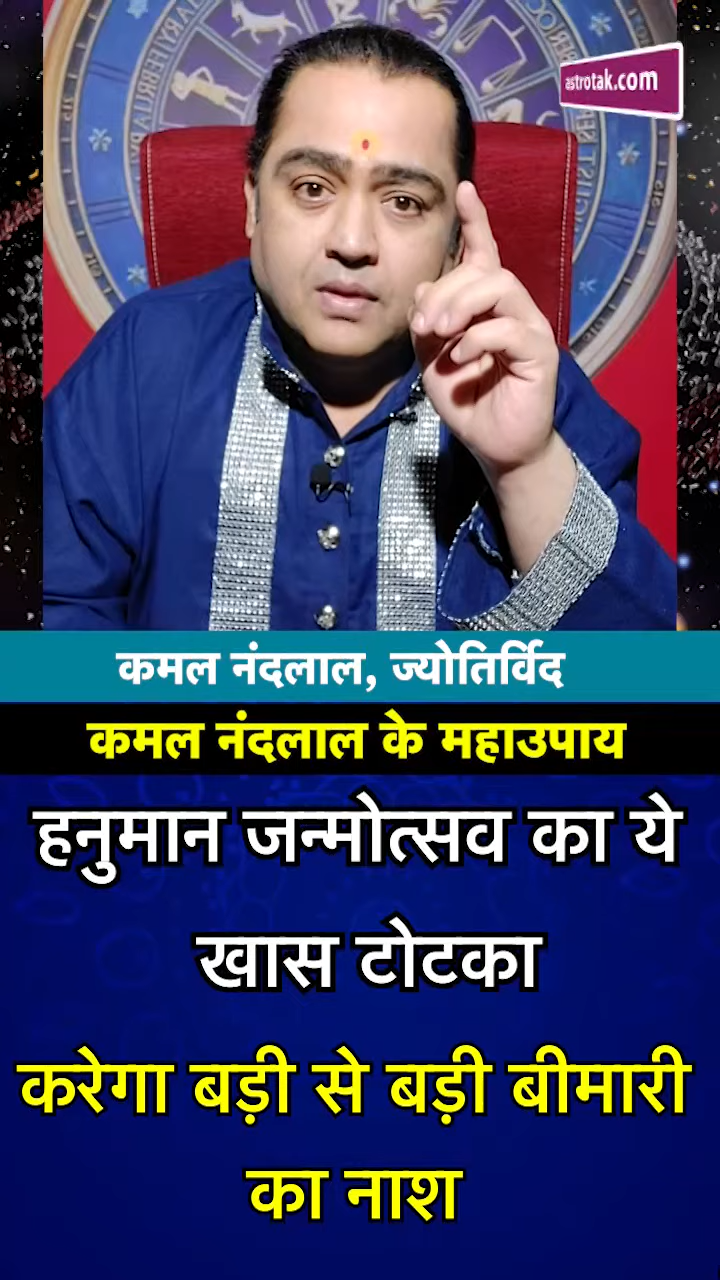 astrotak.com
कमल नंदलाल, ज्योतिर्विद
कमल नंदलाल के महाउपाय
हनुमान जन्मोत्सव का ये
खास टोटका
करेगा बड़ी से बड़ी बीमारी
का नाश